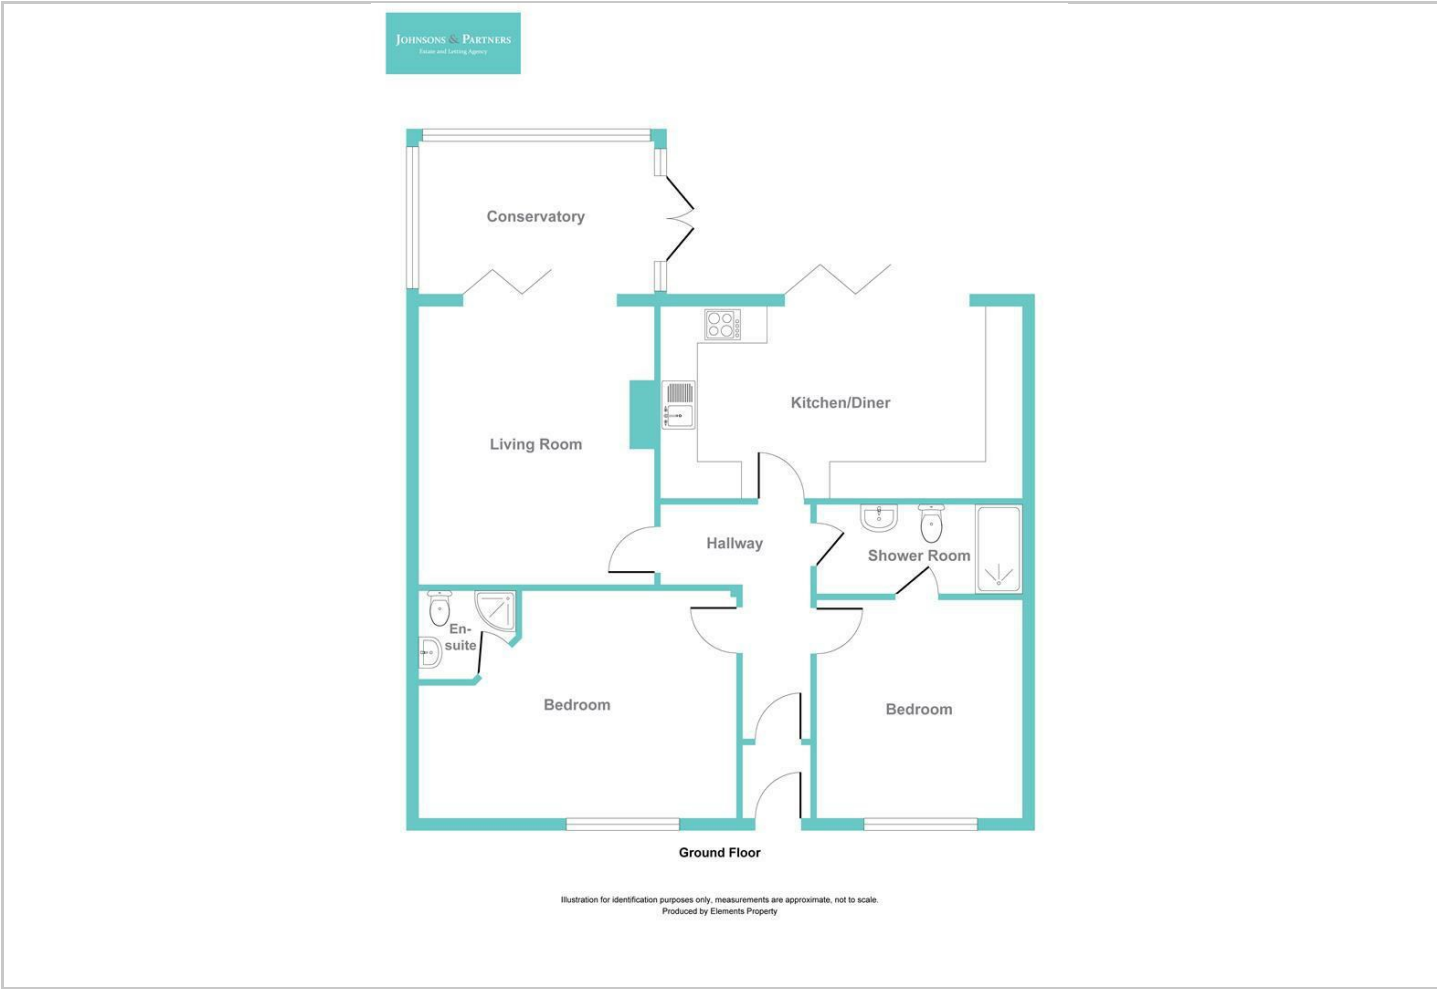 JOHNSONS & PARTNERS
Estate and Letting Agency
Conservatory
Kitchen/Diner
Living Room
Hallway
Shower Room
En-
suite
Bedroom
Bedroom
Ground Floor
Illustration for identification purposes only, measurements are approximate, not to scale.
Produced by Elements Property